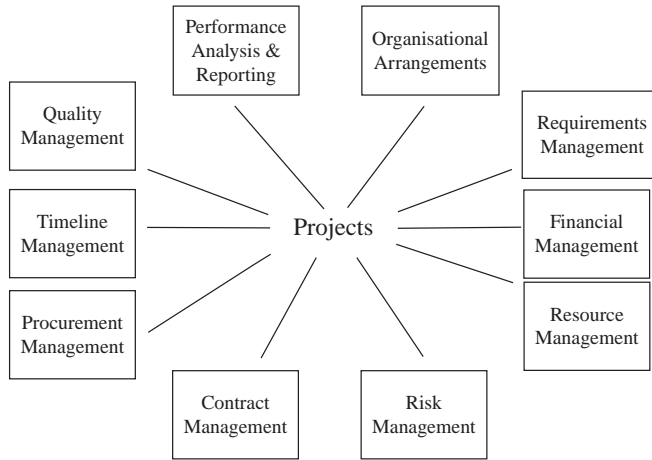 Performance
Analysis &
Reporting
Organisational
Arrangements
Quality
Management
Requirements
Management
Timeline
Management
Projects
Financial
Management
Procurement
Management
Resource
Management
Contract
Management
Risk
Management